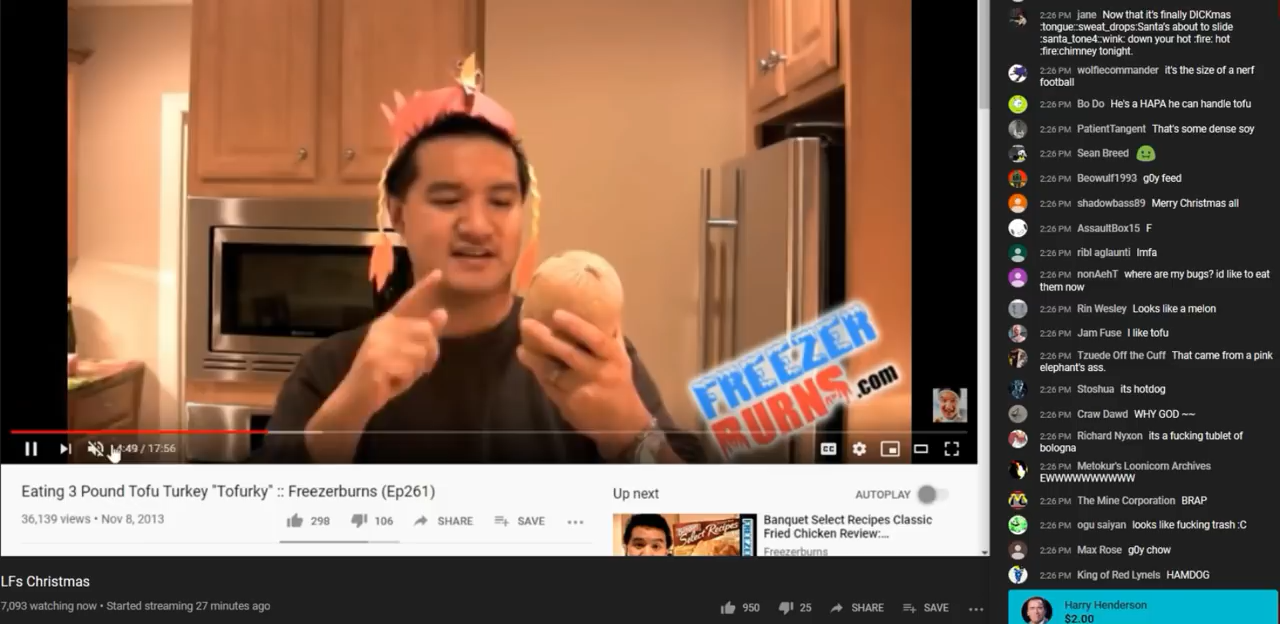 FREEZER
BURNS.com
4:49 / 17:56
CC
Eating 3 Pound Tofu Turkey "Tofurky" :: Freezerburns (Ep261)
36,139 views • Nov 8, 2013
298
106
SHARE
SAVE
Up next
AUTOPLAY
Banquet Select Recipes Classic
Fried Chicken Review:...
Freezerburns
Select Recipes
LFs Christmas
7,093 watching now • Started streaming 27 minutes ago
950
25
SHARE
SAVE
2:26 PM jane Now that it's finally DICKmas
:tongue::sweat_drops:Santa's about to slide
:santa_tone4::wink: down your hot :fire: hot
:fire:chimney tonight.
2:26 PM wolfiecommander it's the size of a nerf
football
2:26 PM Bo Do He's a HAPA he can handle tofu
2:26 PM PatientTangent That's some dense soy
2:26 PM Sean Breed
2:26 PM Beowulf1993 g0y feed
2:26 PM shadowbass89 Merry Christmas all
2:26 PM AssaultBox15 F
2:26 PM ribl aglaunti lmfa
2:26 PM nonAehT where are my bugs? id like to eat
them now
2:26 PM Rin Wesley Looks like a melon
2:26 PM Jam Fuse I like tofu
2:26 PM Tzuede Off the Cuff That came from a pink
elephant's ass.
2:26 PM Stoshua its hotdog
2:26 PM Craw Dawd WHY GOD ~~
2:26 PM Richard Nyxon its a fucking tublet of
bologna
2:26 PM Metokur's Loonicorn Archives
EWWWWWWWWWW
2:26 PM The Mine Corporation BRAP
2:26 PM ogu saiyan looks like fucking trash :C
2:26 PM Max Rose g0y chow
2:26 PM King of Red Lynels HAMDOG
Harry Henderson
$2.00